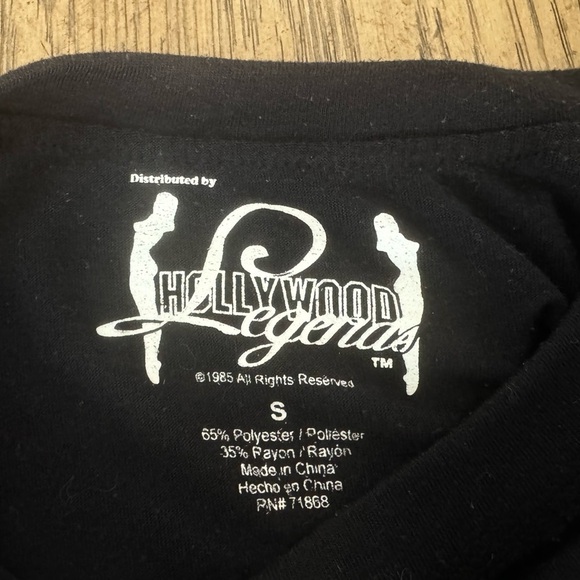 Distributed by
HOLLYWOOD
Legends
TM
©1985 All Rights Reserved
S
65% Polyester / Poliéster
35% Rayon / Rayón
Made in China
Hecho en China
RN# 71868